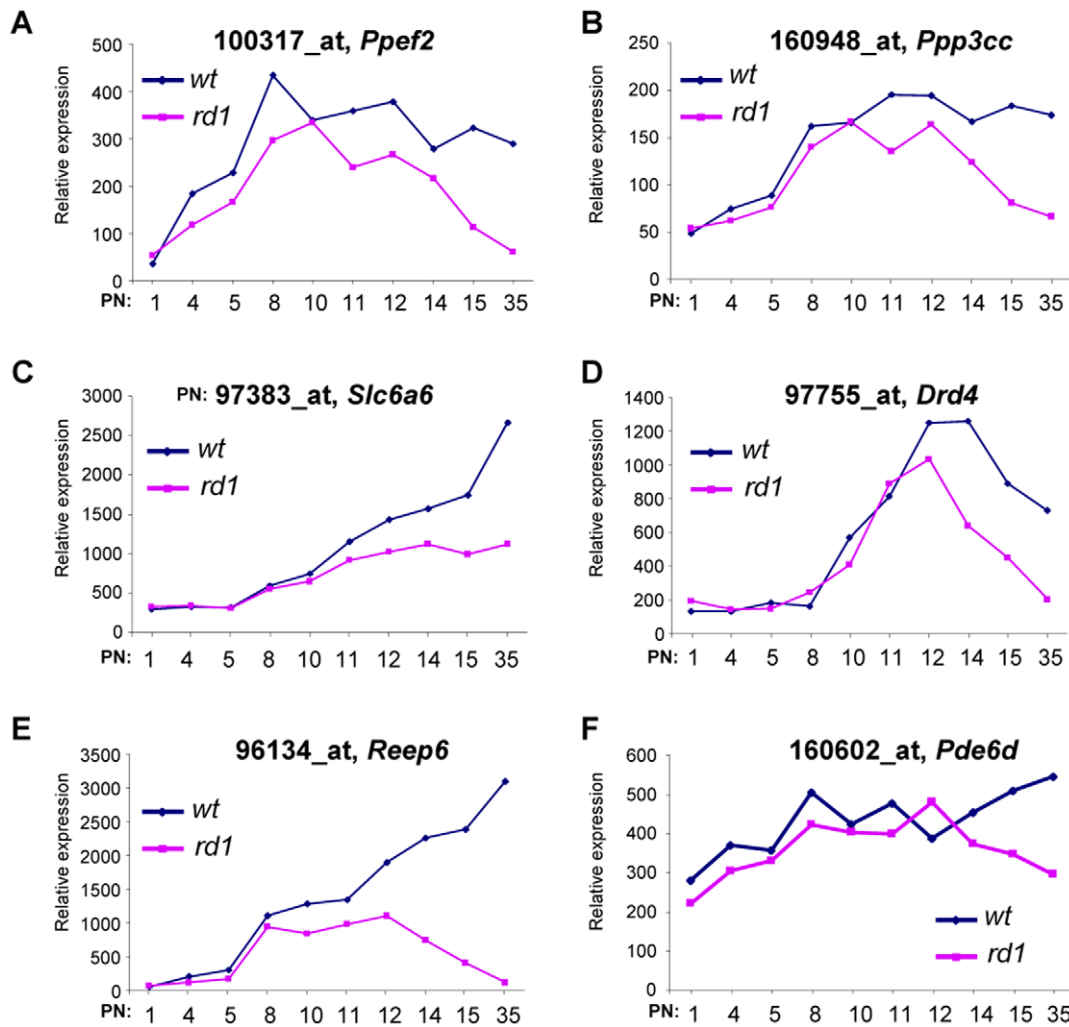 A
100317_at, Ppef2
Relative expression
500
400
300
200
100
0
wt
rd1
PN: 1 4 5 8 10 11 12 14 15 35
B
160948_at, Ppp3cc
Relative expression
250
200
150
100
50
0
wt
rd1
PN: 1 4 5 8 10 11 12 14 15 35
C
PN: 97383_at, Slc6a6
Relative expression
3000
2500
2000
1500
1000
500
0
wt
rd1
PN: 1 4 5 8 10 11 12 14 15 35
D
97755_at, Drd4
Relative expression
1400
1200
1000
800
600
400
200
0
wt
rd1
PN: 1 4 5 8 10 11 12 14 15 35
E
96134_at, Reep6
Relative expression
3500
3000
2500
2000
1500
1000
500
0
wt
rd1
PN: 1 4 5 8 10 11 12 14 15 35
F
160602_at, Pde6d
Relative expression
600
500
400
300
200
100
0
wt
rd1
PN: 1 4 5 8 10 11 12 14 15 35